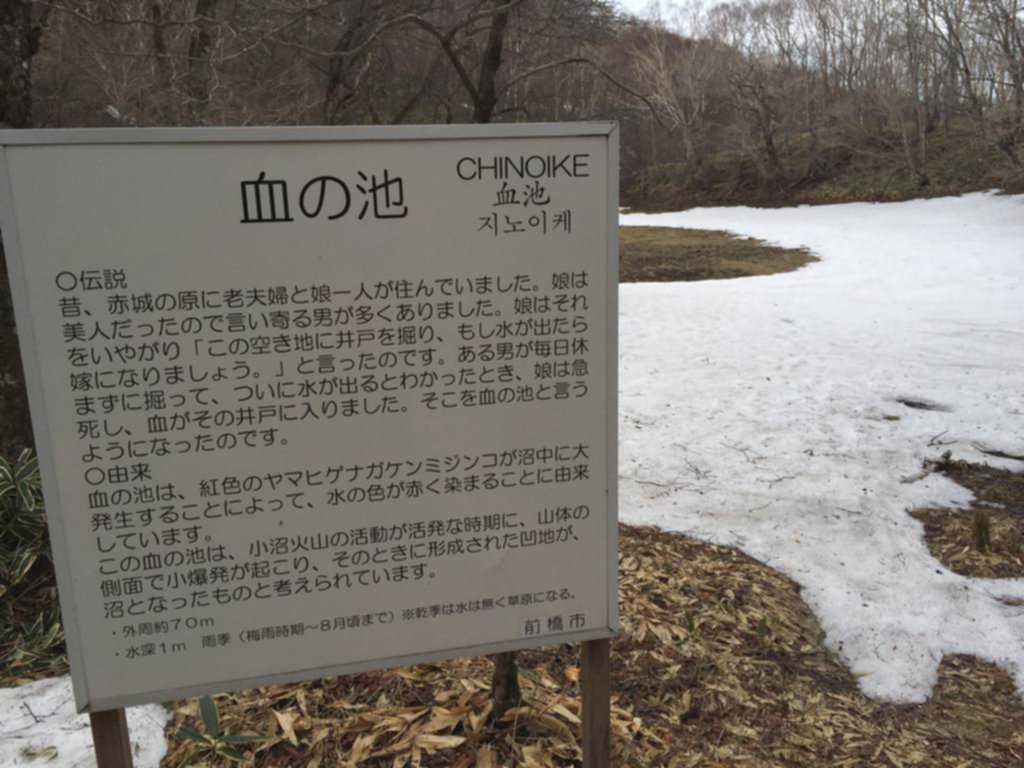 血の池
CHINOIKE
血池
지노이케
○伝説
昔、赤城の原に老夫婦と娘一人が住んでいました。娘は
美人だったので言い寄る男が多くありました。娘はそれ
をいやがり「この空き地に井戸を掘り、もし水が出たら
嫁になりましょう。」と言ったのです。ある男が毎日休
まずに掘って、ついに水が出るとわかったとき、娘は急
死し、血がその井戸に入りました。そこを血の池と言う
ようになったのです。
○由来
血の池は、紅色のヤマヒゲナガケンミジンコが沼中に大
発生することによって、水の色が赤く染まることに由来
しています。
この血の池は、小沼火山の活動が活発な時期に、山体の
側面で小爆発が起こり、そのときに形成された凹地が、
沼となったものと考えられています。
・外周約70m
・水深1m 雨季（梅雨時期～8月頃まで）※乾季は水は無く草原になる。
前橋市